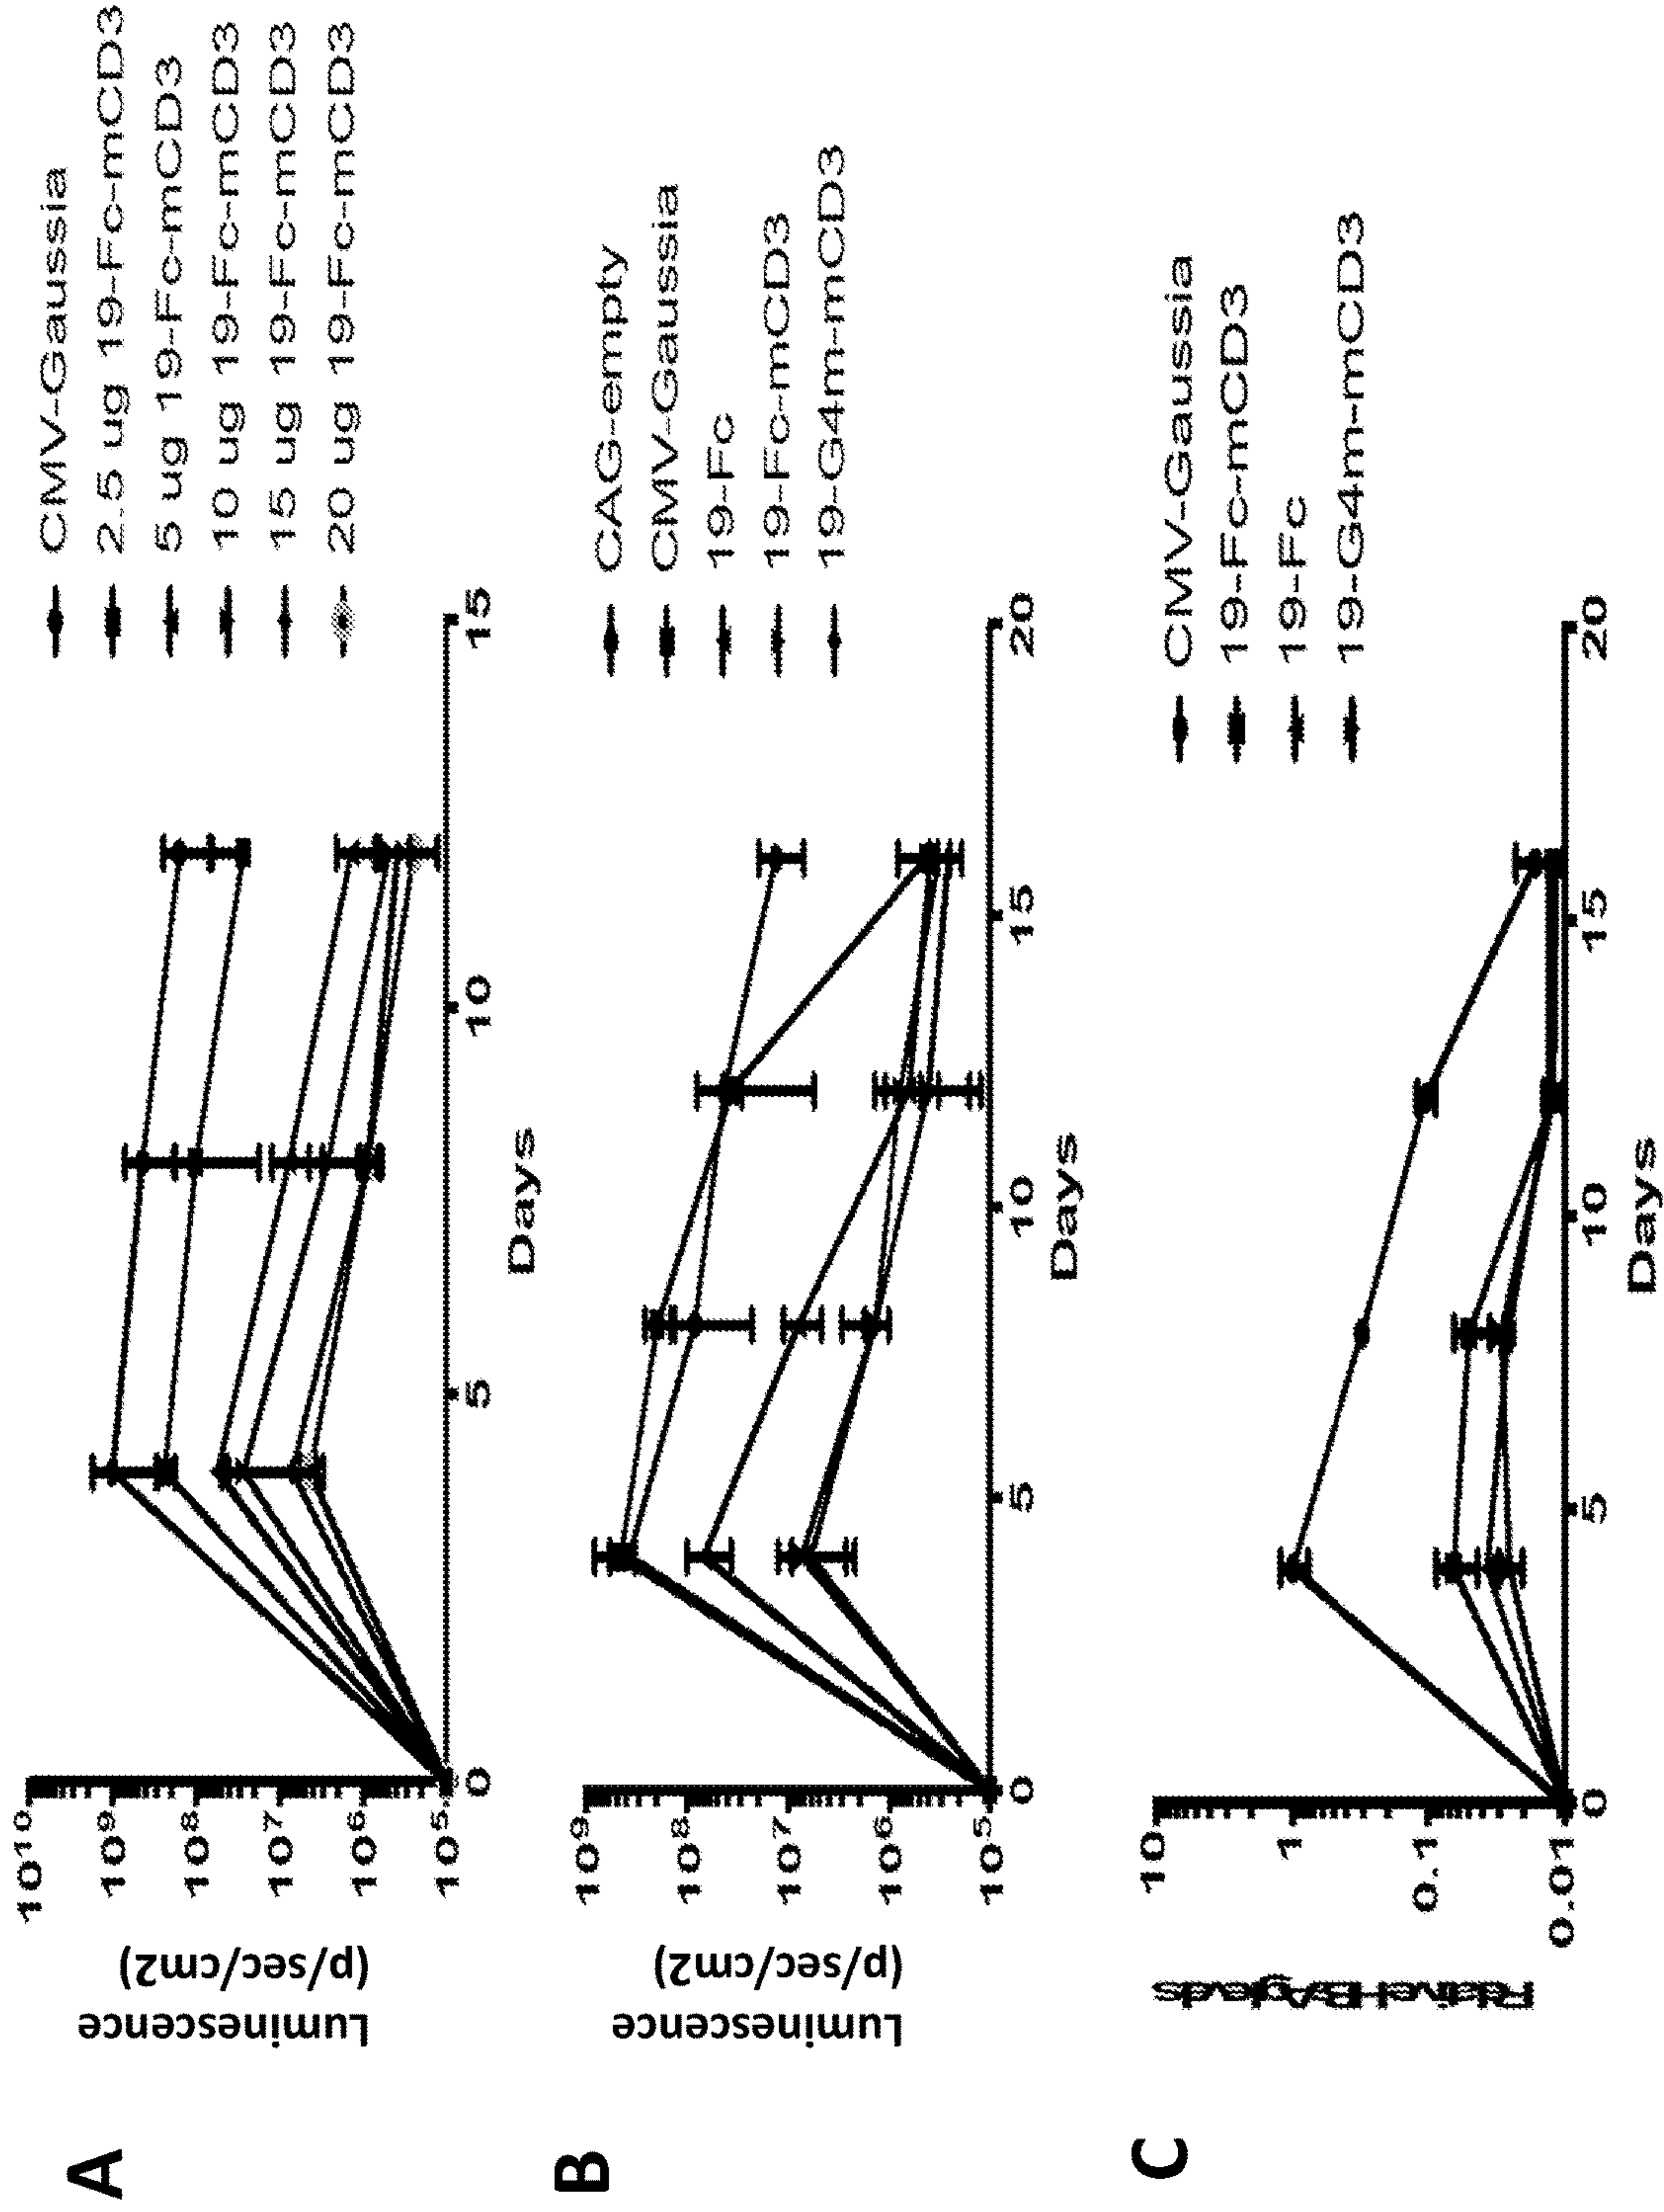 A
Luminescence
(p/sec/cm2)
10¹⁰
10⁹
10⁸
10⁷
10⁶
10⁵
0
5
10
15
Days
CMV-Gaussia
2.5 ug 19-Fc-mCD3
5 ug 19-Fc-mCD3
10 ug 19-Fc-mCD3
15 ug 19-Fc-mCD3
20 ug 19-Fc-mCD3
B
Luminescence
(p/sec/cm2)
10⁹
10⁸
10⁷
10⁶
10⁵
0
5
10
15
20
Days
CAG-empty
CMV-Gaussia
19-Fc
19-Fc-mCD3
19-G4m-mCD3
C
10
1
0.1
0.01
0
5
10
15
20
Days
CMV-Gaussia
19-Fc-mCD3
19-Fc
19-G4m-mCD3